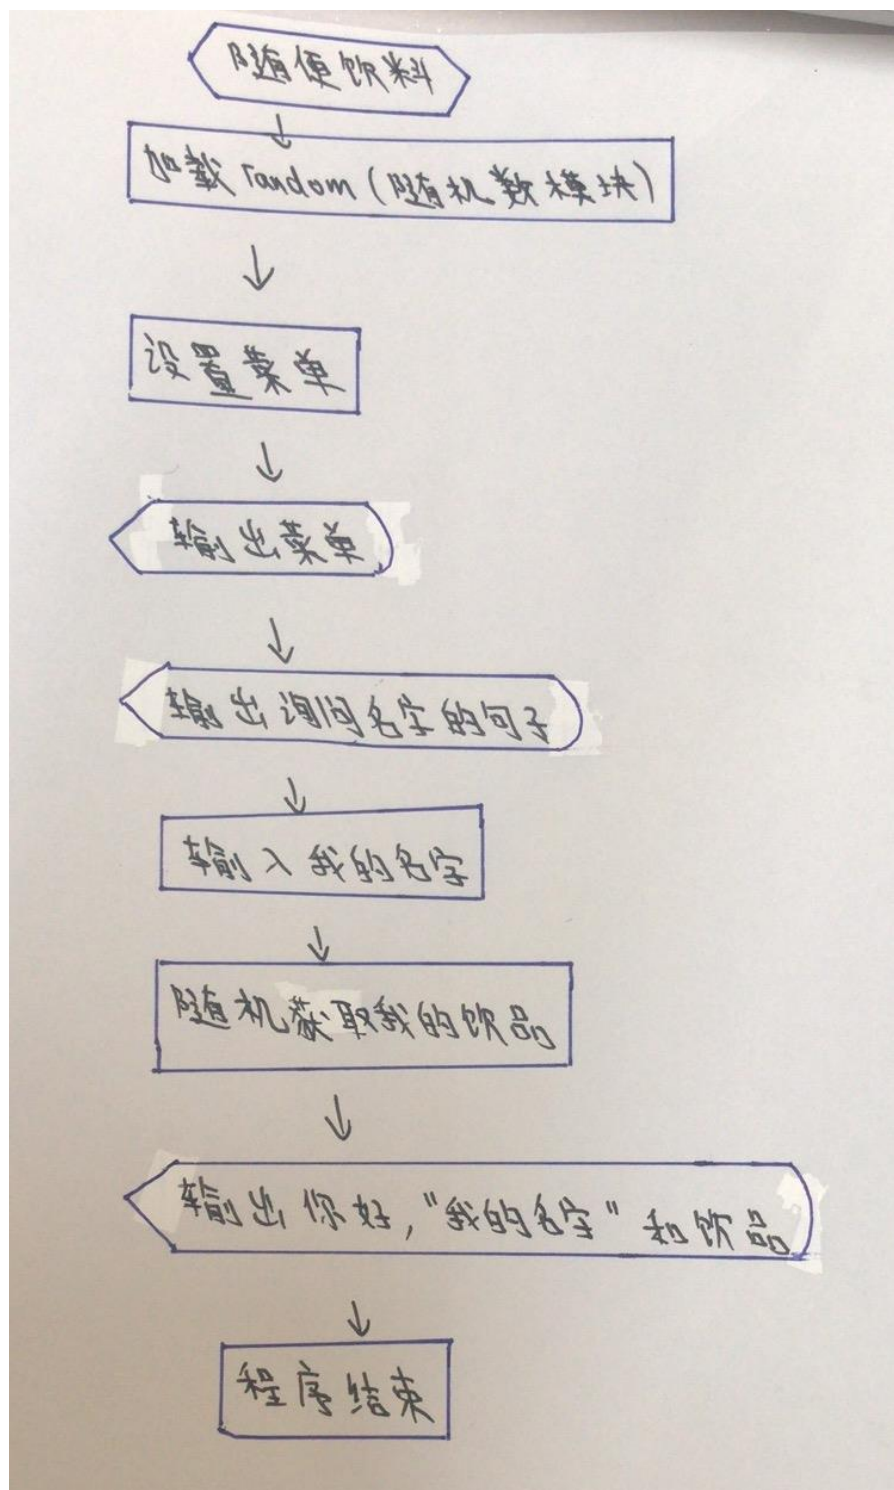 随便饮料
加载random(随机数模块)
设置菜单
输出菜单
输出询问名字的句子
输入我的名字
随机获取我的饮品
输出你好,"我的名字"和饮品
程序结束